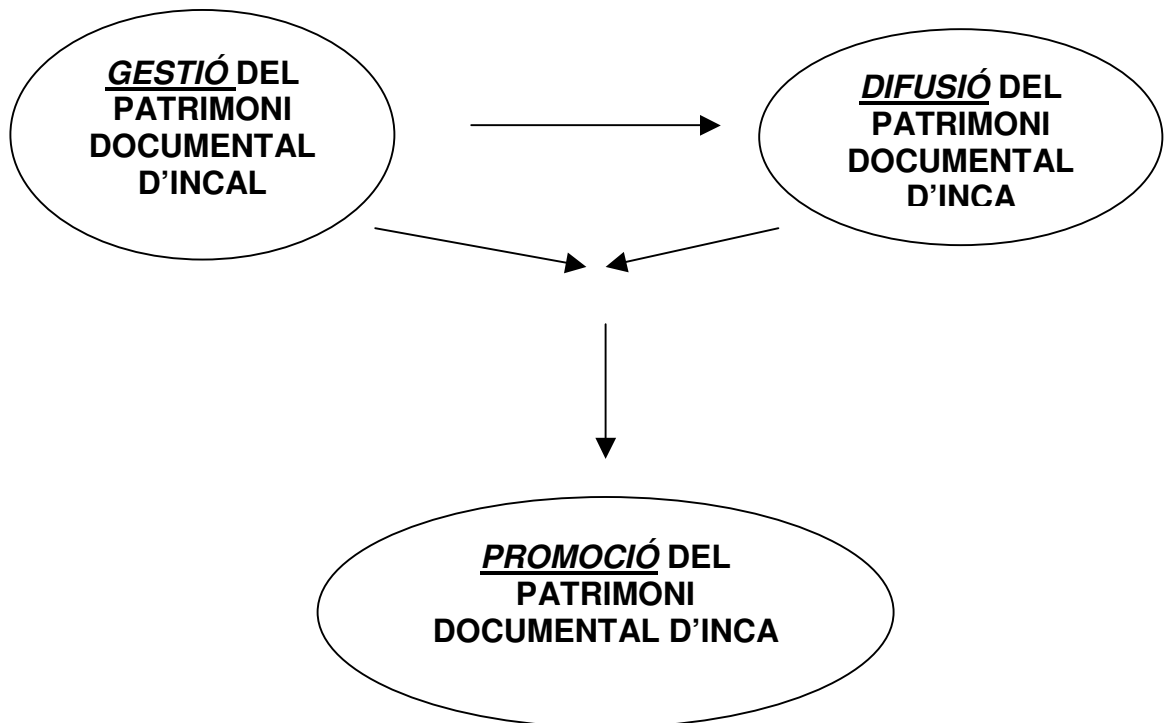 GESTIÓ DEL
PATRIMONI
DOCUMENTAL
D'INCAL
DIFUSIÓ DEL
PATRIMONI
DOCUMENTAL
D'INCA
PROMOCIÓ DEL
PATRIMONI
DOCUMENTAL D'INCA